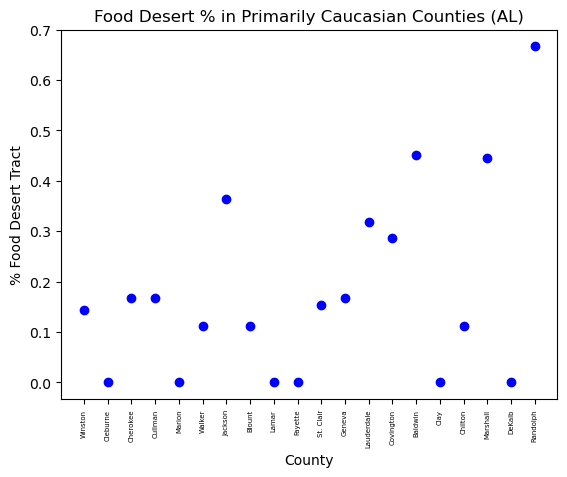 Food Desert % in Primarily Caucasian Counties (AL)
0.7
0.6
0.5
0.4
0.3
0.2
0.1
0.0
% Food Desert Tract
Winston
Cleburne
Cherokee
Cullman
Marion
Walker
Jackson
Blount
Lamar
Fayette
St. Clair
Geneva
Lauderdale
Covington
Baldwin
Clay
Chilton
Marshall
DeKalb
Randolph
County